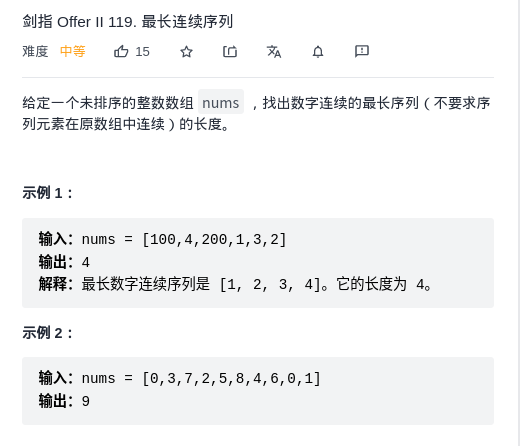 剑指 Offer II 119. 最长连续序列
难度 中等 15
给定一个未排序的整数数组 nums ，找出数字连续的最长序列（不要求序
列元素在原数组中连续）的长度。
示例 1：
输入：nums = [100,4,200,1,3,2]
输出：4
解释：最长数字连续序列是 [1, 2, 3, 4]。它的长度为 4。
示例 2：
输入：nums = [0,3,7,2,5,8,4,6,0,1]
输出：9